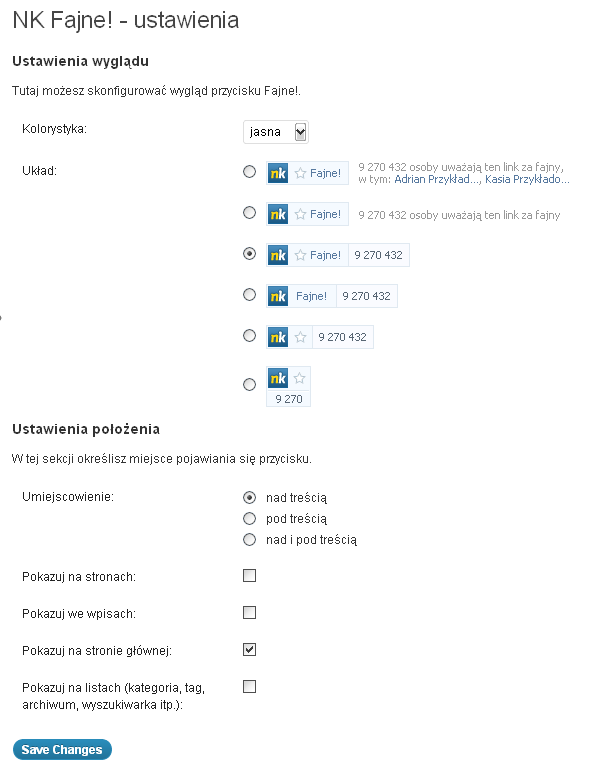 NK Fajne! - ustawienia
Ustawienia wyglądu
Tutaj możesz skonfigurować wygląd przycisku Fajne!.
Kolorystyka: jasna
Układ:
nk Fajne! 9 270 432 osoby uważają ten link za fajny,
w tym: Adrian Przykład..., Kasia Przykłado...
nk Fajne! 9 270 432 osoby uważają ten link za fajny
nk Fajne! 9 270 432
nk Fajne! 9 270 432
nk 9 270 432
nk
9 270
Ustawienia położenia
W tej sekcji określisz miejsce pojawiania się przycisku.
Umiejscowienie: nad treścią
pod treścią
nad i pod treścią
Pokazuj na stronach:
Pokazuj we wpisach:
Pokazuj na stronie głównej:
Pokazuj na listach (kategoria, tag,
archiwum, wyszukiwarka itp.):
Save Changes